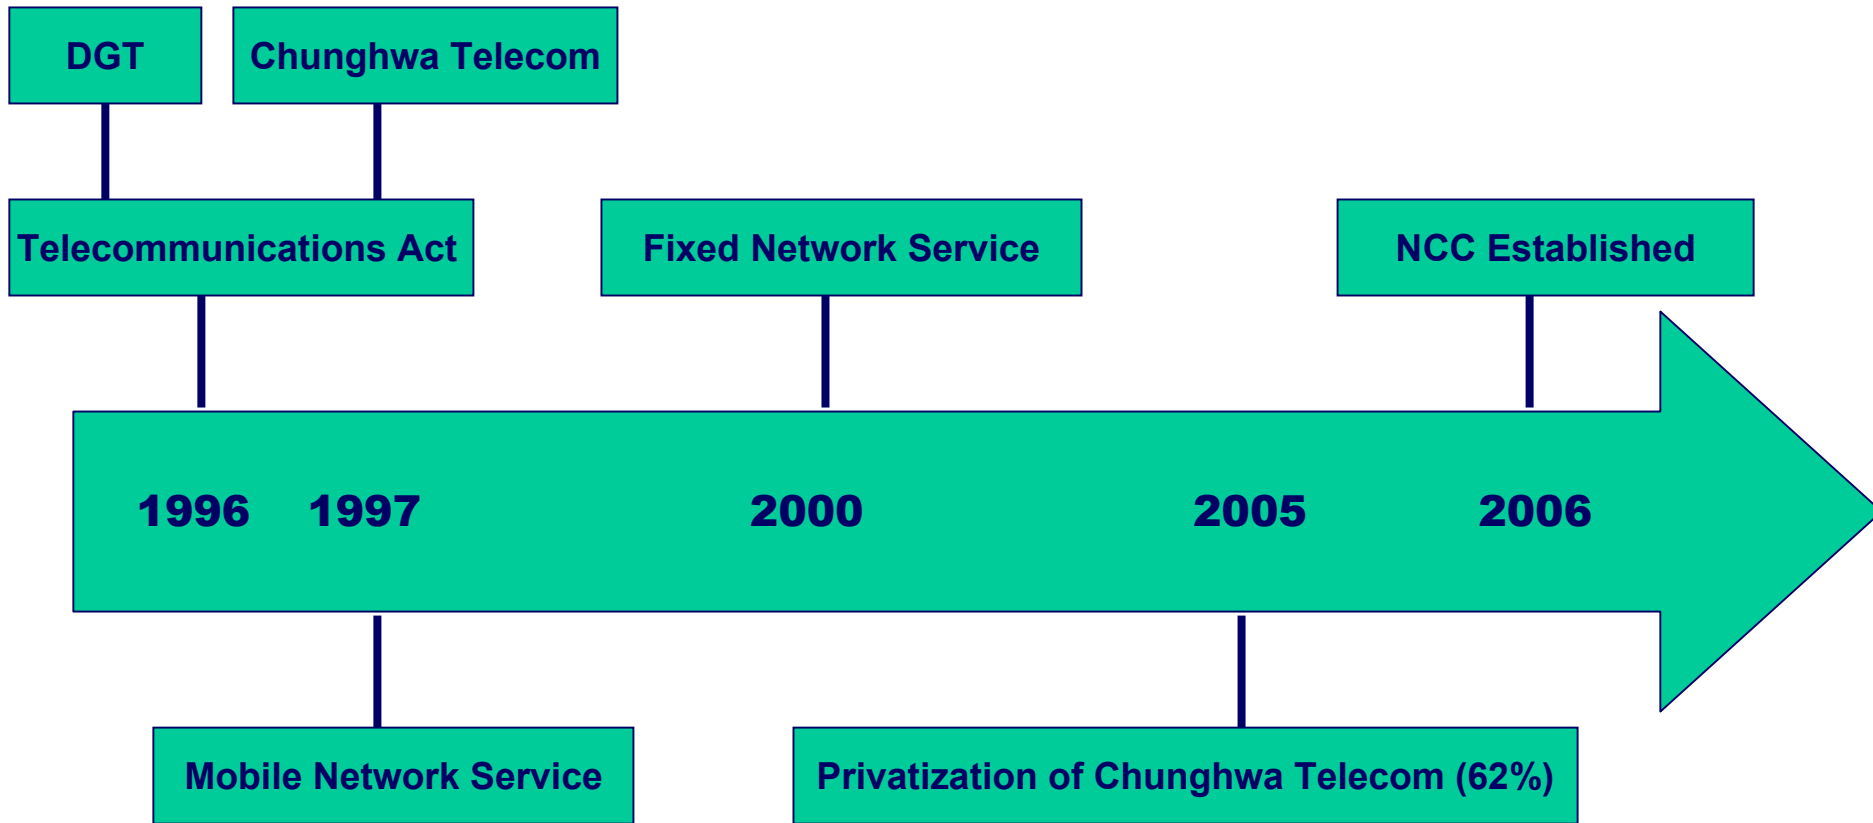 DGT
Chunghwa Telecom
Telecommunications Act
Fixed Network Service
NCC Established
1996
1997
2000
2005
2006
Mobile Network Service
Privatization of Chunghwa Telecom (62%)